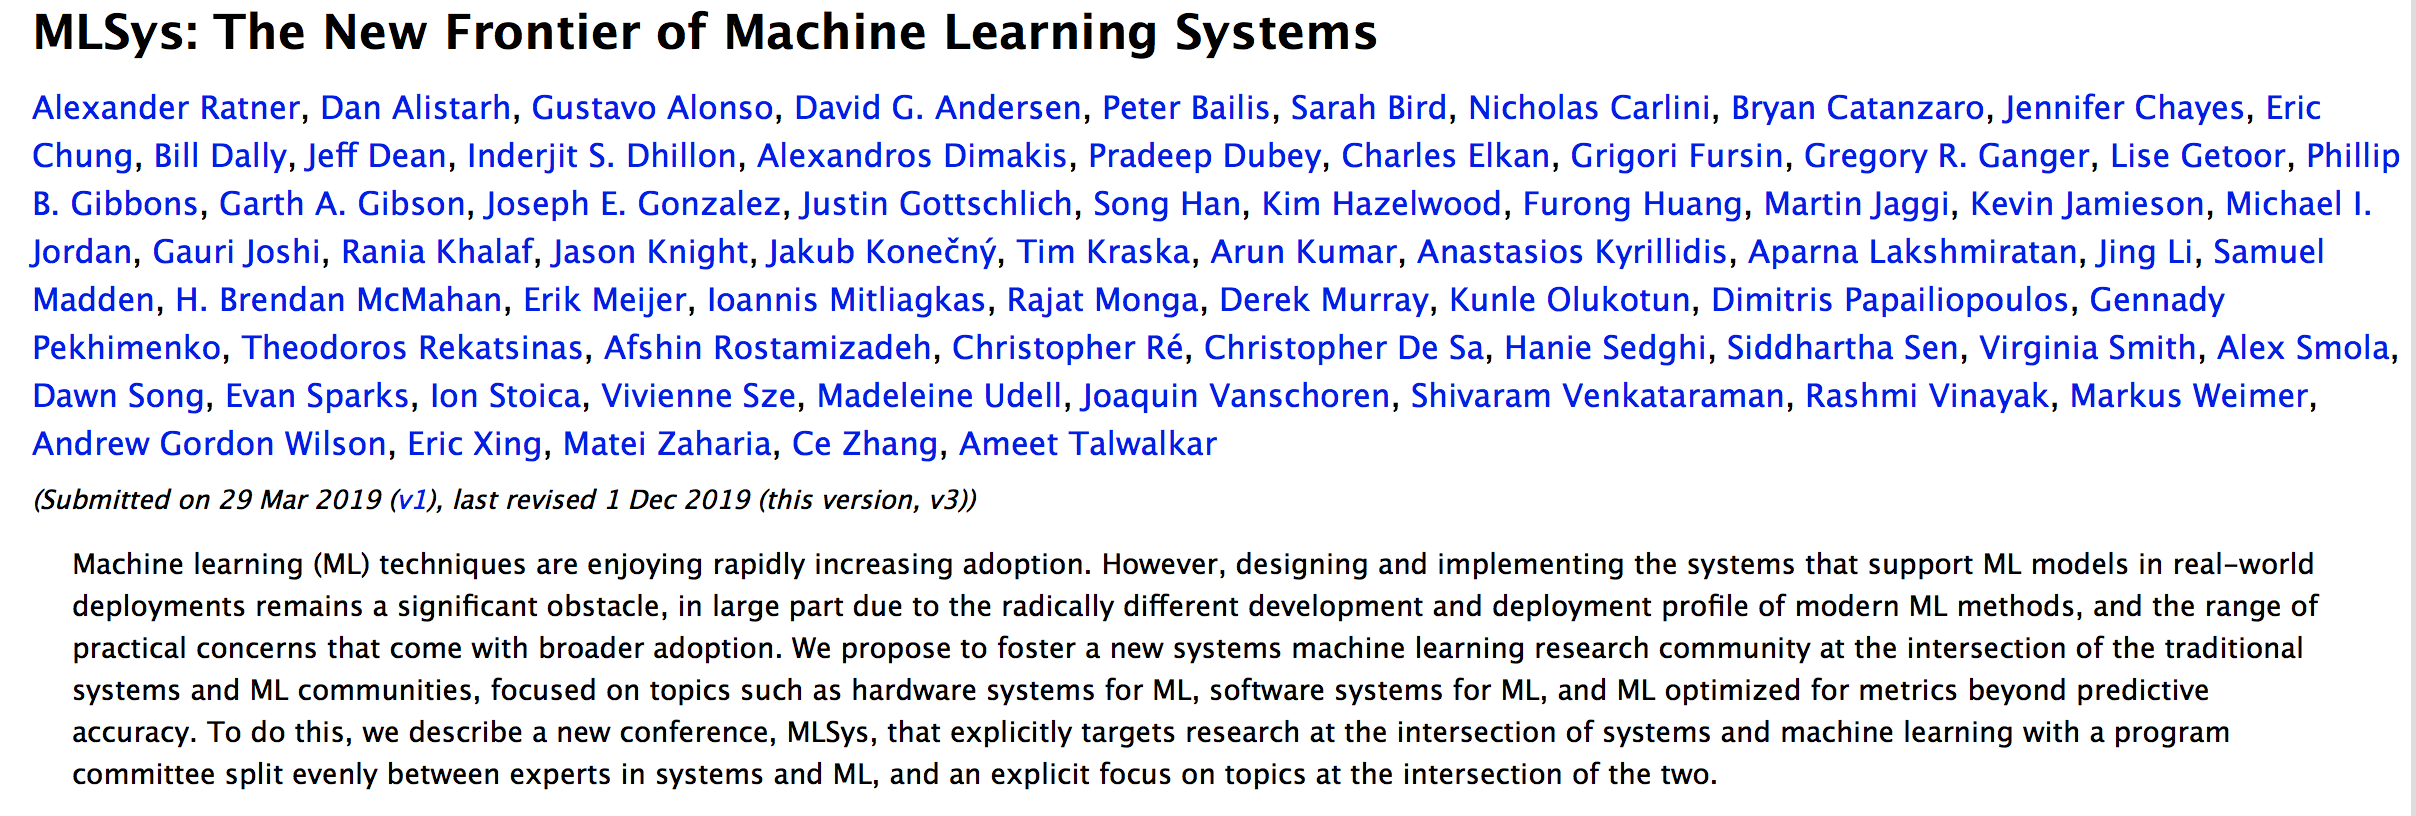 MLSys: The New Frontier of Machine Learning Systems
Alexander Ratner, Dan Alistarh, Gustavo Alonso, David G. Andersen, Peter Bailis, Sarah Bird, Nicholas Carlini, Bryan Catanzaro, Jennifer Chayes, Eric
Chung, Bill Dally, Jeff Dean, Inderjit S. Dhillon, Alexandros Dimakis, Pradeep Dubey, Charles Elkan, Grigori Fursin, Gregory R. Ganger, Lise Getoor, Phillip
B. Gibbons, Garth A. Gibson, Joseph E. Gonzalez, Justin Gottschlich, Song Han, Kim Hazelwood, Furong Huang, Martin Jaggi, Kevin Jamieson, Michael I.
Jordan, Gauri Joshi, Rania Khalaf, Jason Knight, Jakub Konečný, Tim Kraska, Arun Kumar, Anastasios Kyrillidis, Aparna Lakshmiratan, Jing Li, Samuel
Madden, H. Brendan McMahan, Erik Meijer, Ioannis Mitliagkas, Rajat Monga, Derek Murray, Kunle Olukotun, Dimitris Papailiopoulos, Gennady
Pekhimenko, Theodoros Rekatsinas, Afshin Rostamizadeh, Christopher Ré, Christopher De Sa, Hanie Sedghi, Siddhartha Sen, Virginia Smith, Alex Smola,
Dawn Song, Evan Sparks, Ion Stoica, Vivienne Sze, Madeleine Udell, Joaquin Vanschoren, Shivaram Venkataraman, Rashmi Vinayak, Markus Weimer,
Andrew Gordon Wilson, Eric Xing, Matei Zaharia, Ce Zhang, Ameet Talwalkar
(Submitted on 29 Mar 2019 (v1), last revised 1 Dec 2019 (this version, v3))
Machine learning (ML) techniques are enjoying rapidly increasing adoption. However, designing and implementing the systems that support ML models in real-world
deployments remains a significant obstacle, in large part due to the radically different development and deployment profile of modern ML methods, and the range of
practical concerns that come with broader adoption. We propose to foster a new systems machine learning research community at the intersection of the traditional
systems and ML communities, focused on topics such as hardware systems for ML, software systems for ML, and ML optimized for metrics beyond predictive
accuracy. To do this, we describe a new conference, MLSys, that explicitly targets research at the intersection of systems and machine learning with a program
committee split evenly between experts in systems and ML, and an explicit focus on topics at the intersection of the two.